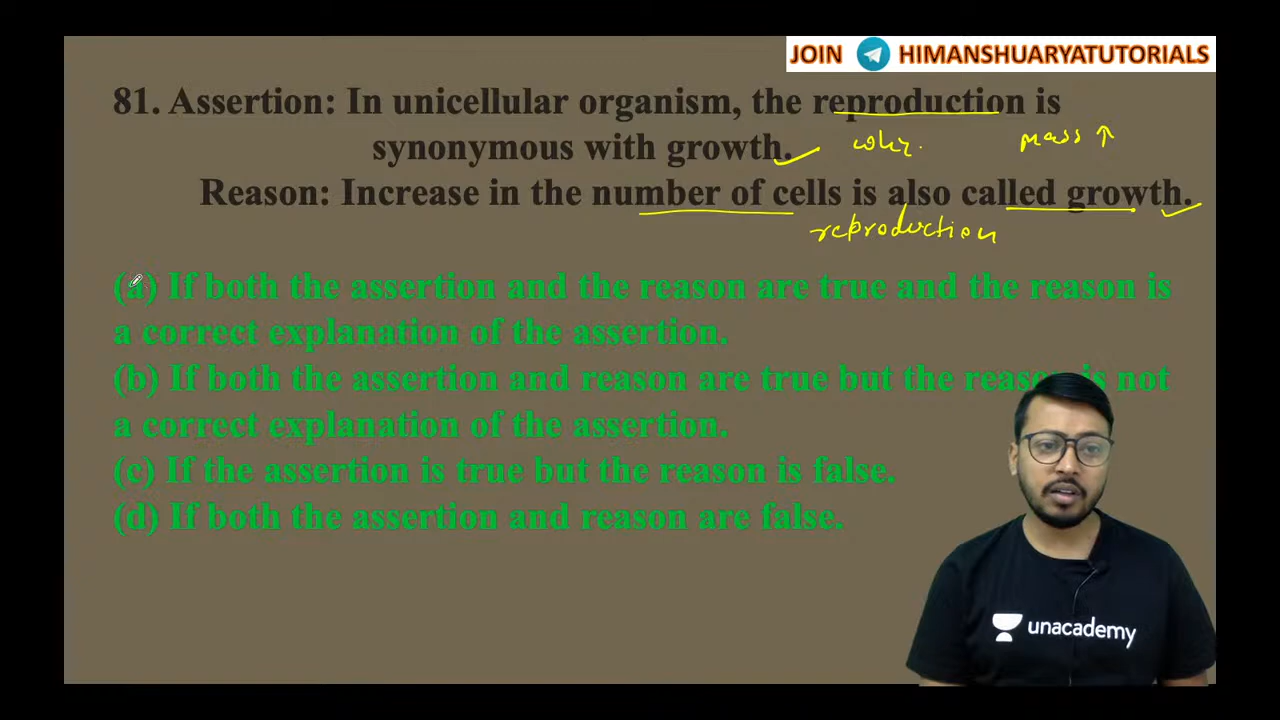 JOIN HIMANSHUARYATUTORIALS
81. Assertion: In unicellular organism, the reproduction is
synonymous with growth.
why.
mass ↑
Reason: Increase in the number of cells is also called growth.
reproduction
(a) If both the assertion and the reason are true and the reason is
a correct explanation of the assertion.
(b) If both the assertion and reason are true but the reason is not
a correct explanation of the assertion.
(c) If the assertion is true but the reason is false.
(d) If both the assertion and reason are false.
unacademy